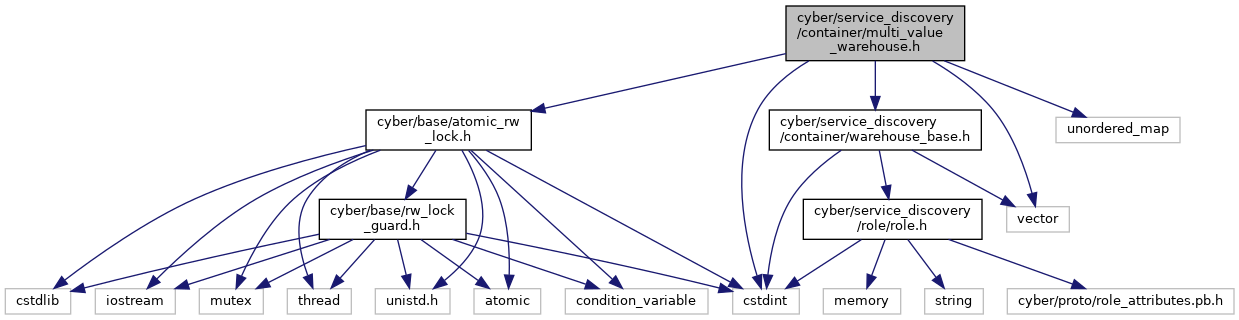 cyber/service_discovery
/container/multi_value
_warehouse.h
cyber/base/atomic_rw
_lock.h
cyber/service_discovery
/container/warehouse_base.h
unordered_map
cyber/base/rw_lock
_guard.h
cyber/service_discovery
/role/role.h
vector
cstdlib
iostream
mutex
thread
unistd.h
atomic
condition_variable
cstdint
memory
string
cyber/proto/role_attributes.pb.h